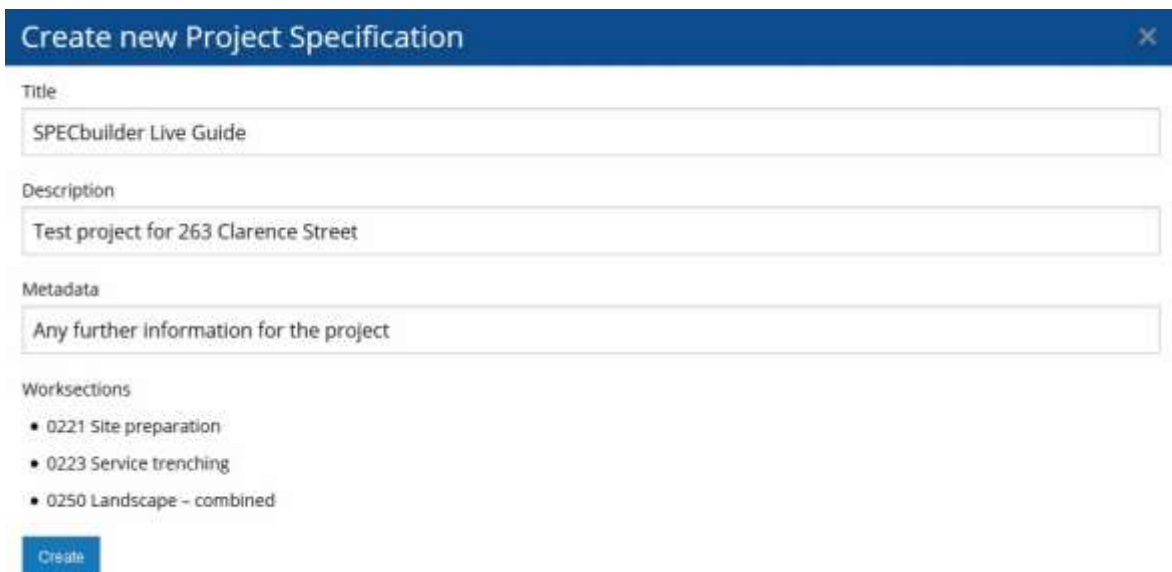 Create new Project Specification
Title
SPECbuilder Live Guide
Description
Test project for 263 Clarence Street
Metadata
Any further information for the project
Worksections
• 0221 Site preparation
• 0223 Service trenching
• 0250 Landscape – combined
Create